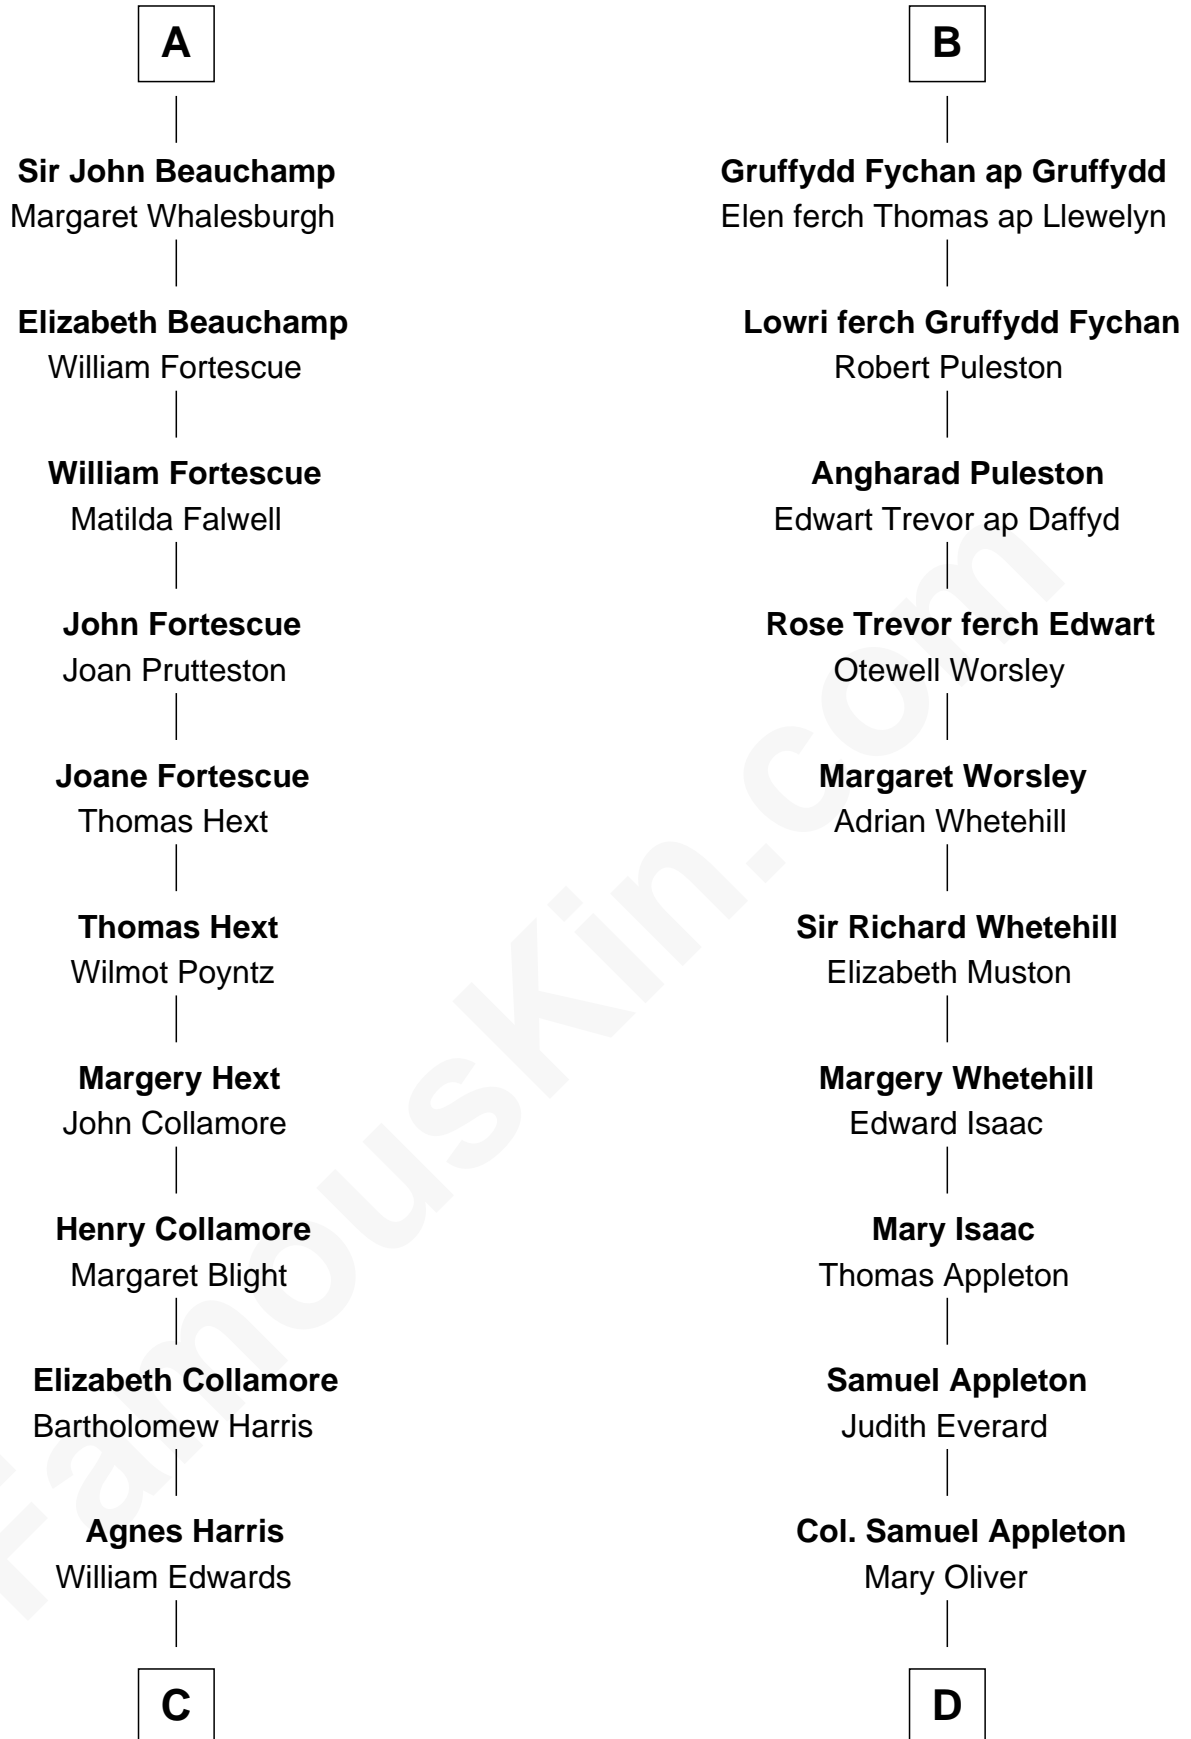 A
Sir John Beauchamp
Margaret Whalesburgh
Elizabeth Beauchamp
William Fortescue
William Fortescue
Matilda Falwell
John Fortescue
Joan Prutteston
Joane Fortescue
Thomas Hext
Thomas Hext
Wilmot Poyntz
Margery Hext
John Collamore
Henry Collamore
Margaret Blight
Elizabeth Collamore
Bartholomew Harris
Agnes Harris
William Edwards
C
B
Gruffydd Fychan ap Gruffydd
Elen ferch Thomas ap Llewelyn
Lowri ferch Gruffydd Fychan
Robert Puleston
Angharad Puleston
Edwart Trevor ap Daffyd
Rose Trevor ferch Edwart
Otewell Worsley
Margaret Worsley
Adrian Whetehill
Sir Richard Whetehill
Elizabeth Muston
Margery Whetehill
Edward Isaac
Mary Isaac
Thomas Appleton
Samuel Appleton
Judith Everard
Col. Samuel Appleton
Mary Oliver
D
FamousKin.com